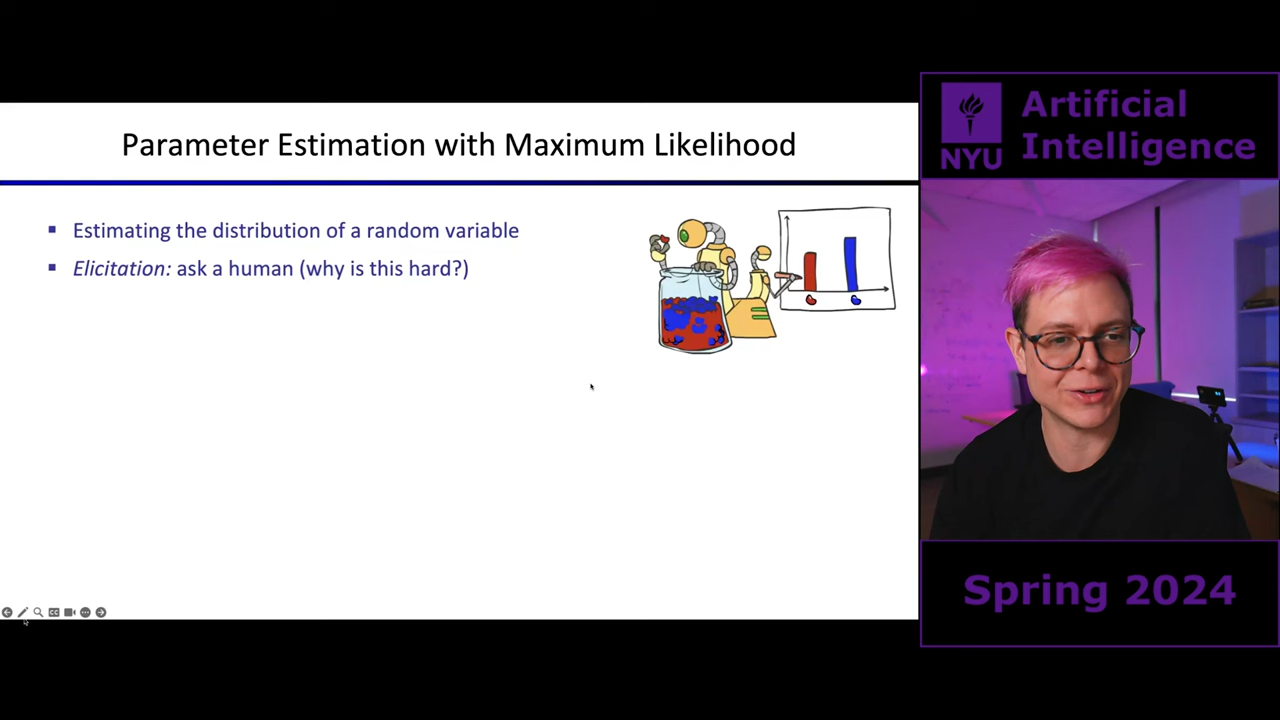 Parameter Estimation with Maximum Likelihood
Estimating the distribution of a random variable
Elicitation: ask a human (why is this hard?)
NYU
Artificial
Intelligence
Spring 2024
CC